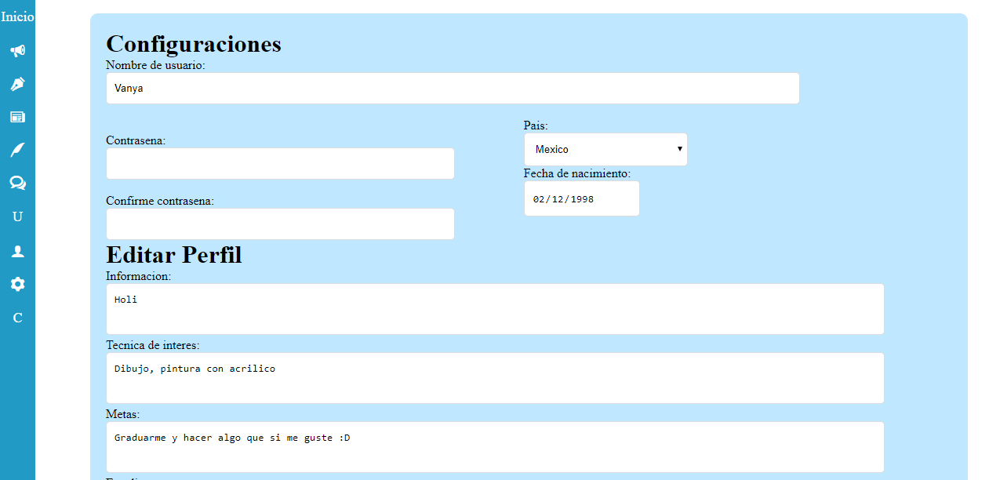 Inicio
U
C
Configuraciones
Nombre de usuario:
Vanya
Contrasena:
Confirme contrasena:
Pais:
Mexico
Fecha de nacimiento:
02/12/1998
Editar Perfil
Informacion:
Holi
Tecnica de interes:
Dibujo, pintura con acrilico
Metas:
Graduarme y hacer algo que si me guste :D